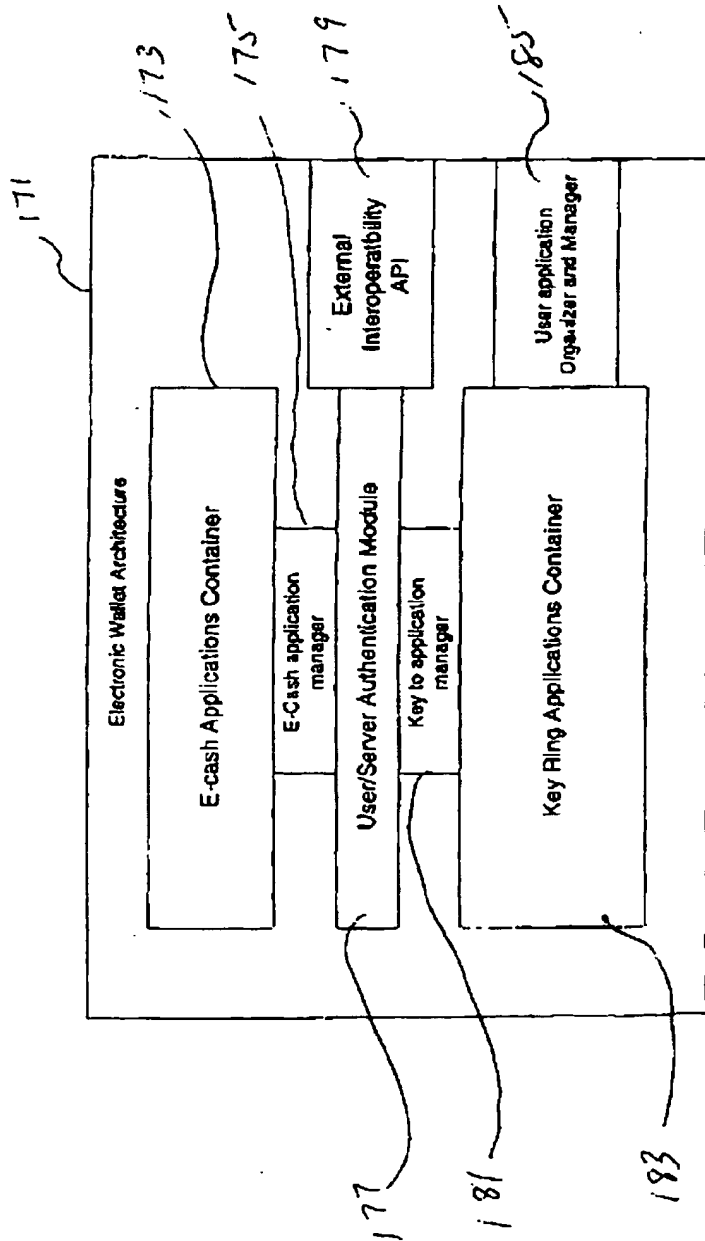 171
173
175
179
185
Electronic Wallet Architecture
E-cash Applications Container
E-Cash application
manager
User/Server Authentication Module
External
Interoperatbility
API
Key to application
manager
Key Ring Applications Container
User application
Organizer and Manager
177
181
183